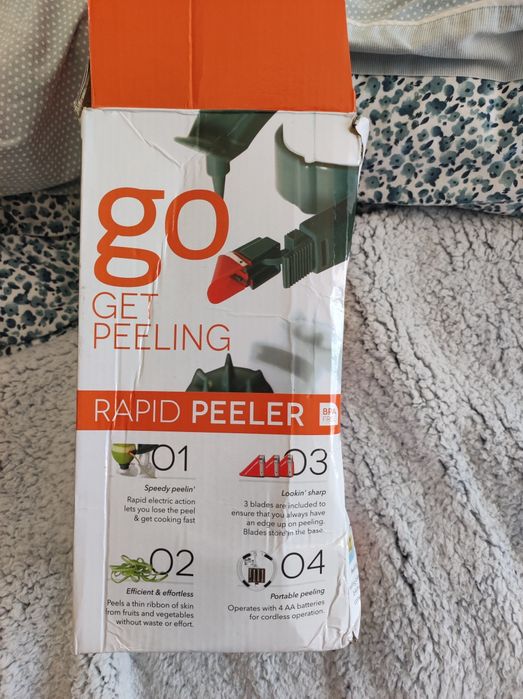 go
GET
PEELING
RAPID PEELER
BPA
FREE
01
Speedy peelin'
Rapid electric action
lets you lose the peel
& get cooking fast
02
Efficient & effortless
Peels a thin ribbon of skin
from fruits and vegetables
without waste or effort.
03
Lookin' sharp
3 blades are included to
ensure that you always have
an edge up on peeling.
Blades store in the base.
04
Portable peeling
Operates with 4 AA batteries
for cordless operation.